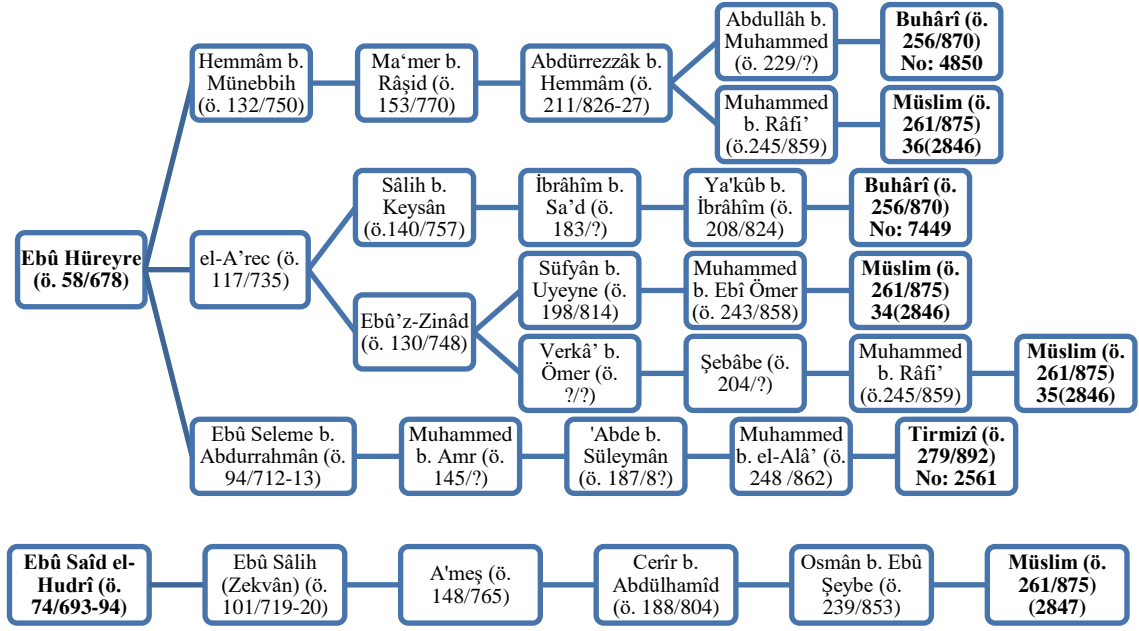 Ebû Hüreyre
(ö. 58/678)
Hemmâm b.
Münebbih
(ö. 132/750)
Ma‘mer b.
Râşid (ö.
153/770)
Abdürrezzâk b.
Hemmâm (ö.
211/826-27)
Abdullâh b.
Muhammed
(ö. 229/?)
Buhârî (ö.
256/870)
No: 4850
Muhammed
b. Râfi’
(ö.245/859)
Müslim (ö.
261/875)
36(2846)
el-A’rec (ö.
117/735)
Sâlih b.
Keysân
(ö.140/757)
İbrâhîm b.
Sa’d (ö.
183/?)
Ya'kûb b.
İbrâhîm (ö.
208/824)
Buhârî (ö.
256/870)
No: 7449
Ebû’z-Zinâd
(ö. 130/748)
Süfyân b.
Uyeyne (ö.
198/814)
Muhammed
b. Ebî Ömer
(ö. 243/858)
Müslim (ö.
261/875)
34(2846)
Verkâ’ b.
Ömer (ö.
?/?)
Şebâbe (ö.
204/?)
Muhammed
b. Râfi’
(ö.245/859)
Müslim (ö.
261/875)
35(2846)
Ebû Seleme b.
Abdurrahmân (ö.
94/712-13)
Muhammed
b. Amr (ö.
145/?)
'Abde b.
Süleymân
(ö. 187/8?)
Muhammed
b. el-Alâ’ (ö.
248 /862)
Tirmizî (ö.
279/892)
No: 2561
Ebû Saîd el-
Hudrî (ö.
74/693-94)
Ebû Sâlih
(Zekvân) (ö.
101/719-20)
A'meş (ö.
148/765)
Cerîr b.
Abdülhamîd
(ö. 188/804)
Osmân b. Ebû
Şeybe (ö.
239/853)
Müslim (ö.
261/875)
(2847)